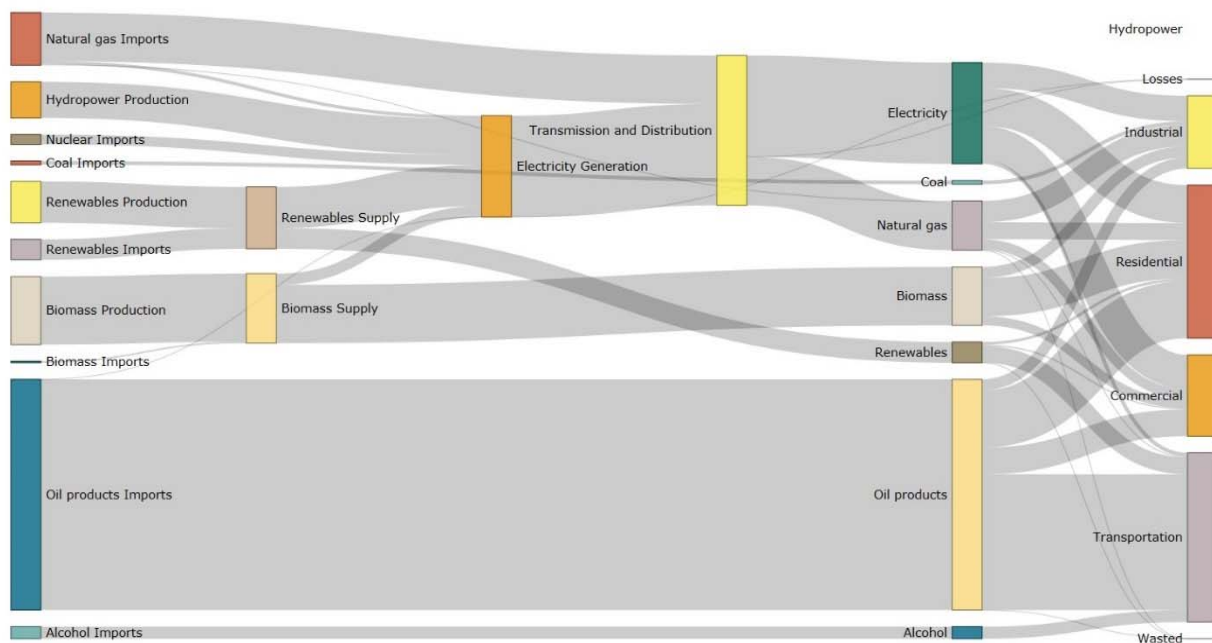 Natural gas Imports
Hydropower Production
Nuclear Imports
Coal Imports
Renewables Production
Renewables Imports
Biomass Production
Biomass Imports
Oil products Imports
Alcohol Imports
Renewables Supply
Biomass Supply
Electricity Generation
Transmission and Distribution
Electricity
Coal
Natural gas
Biomass
Renewables
Oil products
Alcohol
Hydropower
Losses
Industrial
Residential
Commercial
Transportation
Wasted